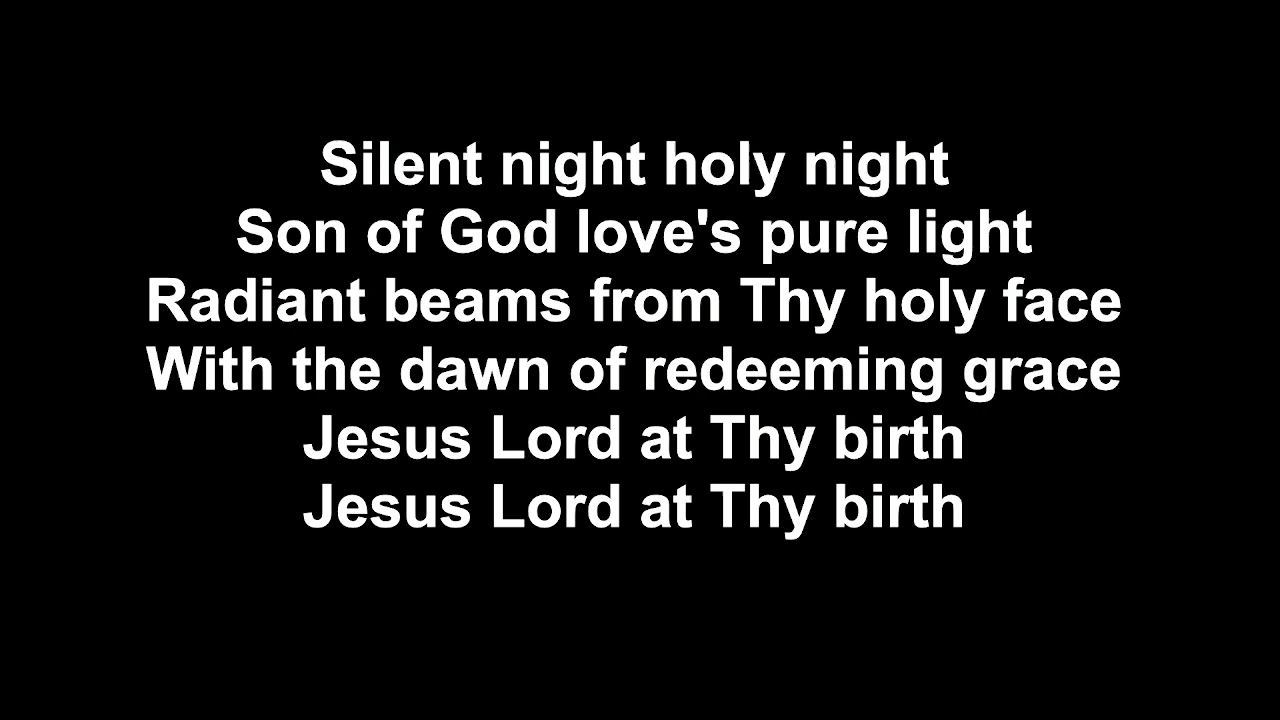 Silent night holy night
Son of God love's pure light
Radiant beams from Thy holy face
With the dawn of redeeming grace
Jesus Lord at Thy birth
Jesus Lord at Thy birth